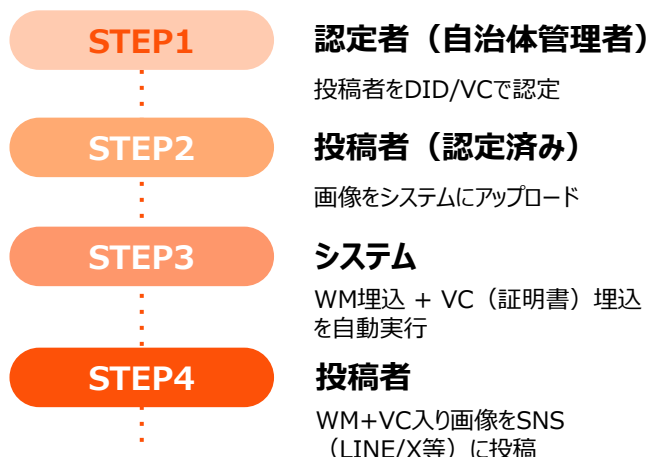 STEP1
認定者（自治体管理者）
投稿者をDID/VCで認定
STEP2
投稿者（認定済み）
画像をシステムにアップロード
STEP3
システム
WM埋込 + VC（証明書）埋込
を自動実行
STEP4
投稿者
WM+VC入り画像をSNS
（LINE/X等）に投稿